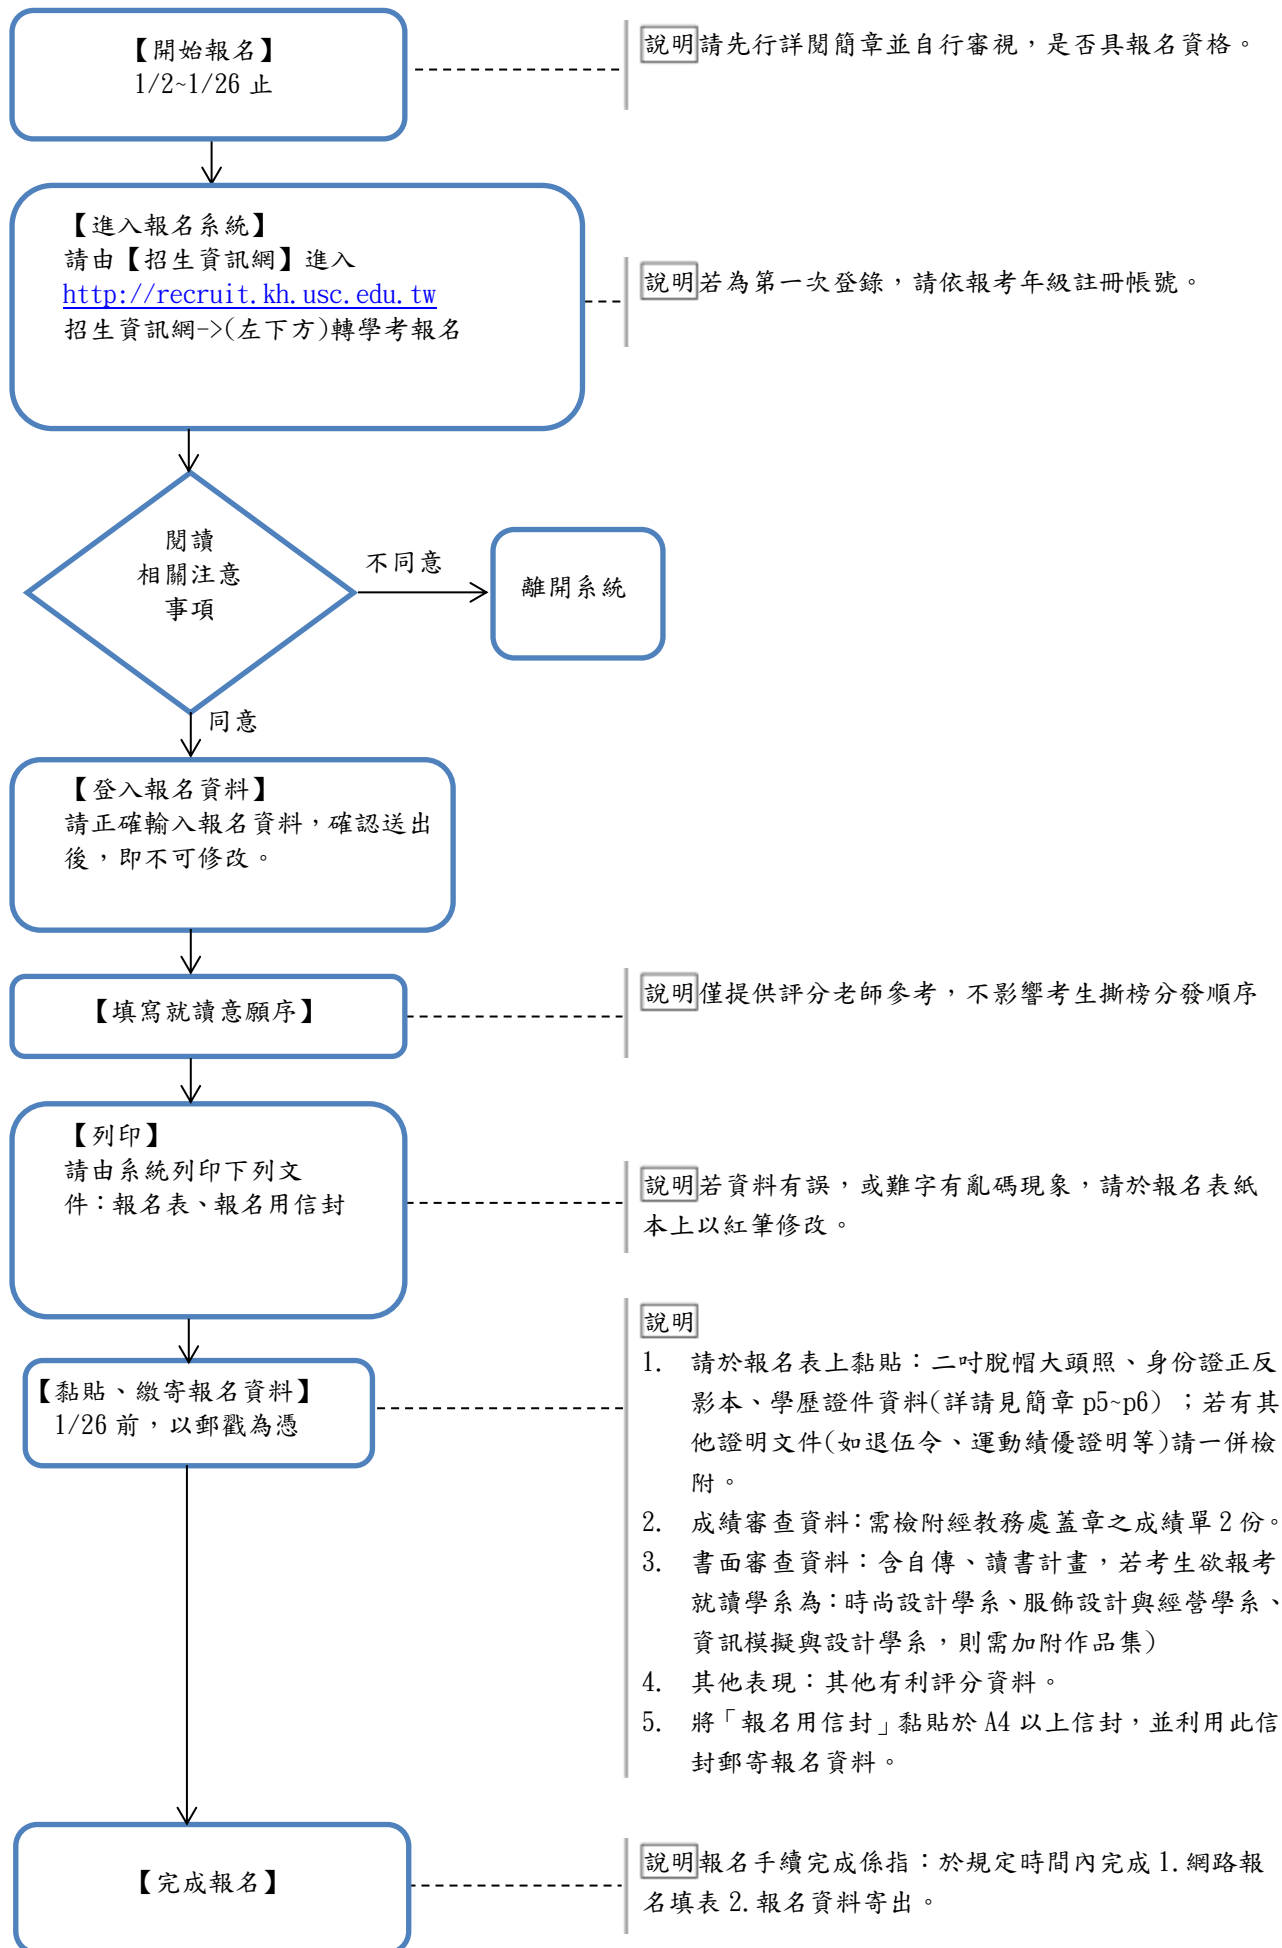 【開始報名】
1/2~1/26 止
說明請先行詳閱簡章並自行審視，是否具報名資格。
【進入報名系統】
請由【招生資訊網】進入
http://recruit.kh.usc.edu.tw
招生資訊網->(左下方)轉學考報名
說明若為第一次登錄，請依報考年級註冊帳號。
閱讀
相關注意
事項
不同意
離開系統
同意
【登入報名資料】
請正確輸入報名資料，確認送出
後，即不可修改。
【填寫就讀意願序】
說明僅提供評分老師參考，不影響考生撕榜分發順序
【列印】
請由系統列印下列文
件：報名表、報名用信封
說明若資料有誤，或難字有亂碼現象，請於報名表紙
本上以紅筆修改。
【黏貼、繳寄報名資料】
1/26 前，以郵戳為憑
說明
1. 請於報名表上黏貼：二吋脫帽大頭照、身份證正反
影本、學歷證件資料(詳請見簡章 p5~p6) ；若有其
他證明文件(如退伍令、運動績優證明等)請一併檢
附。
2. 成績審查資料：需檢附經教務處蓋章之成績單 2 份。
3. 書面審查資料：含自傳、讀書計畫，若考生欲報考
就讀學系為：時尚設計學系、服飾設計與經營學系、
資訊模擬與設計學系，則需加附作品集)
4. 其他表現：其他有利評分資料。
5. 將「報名用信封」黏貼於 A4 以上信封，並利用此信
封郵寄報名資料。
【完成報名】
說明報名手續完成係指：於規定時間內完成 1.網路報
名填表 2.報名資料寄出。